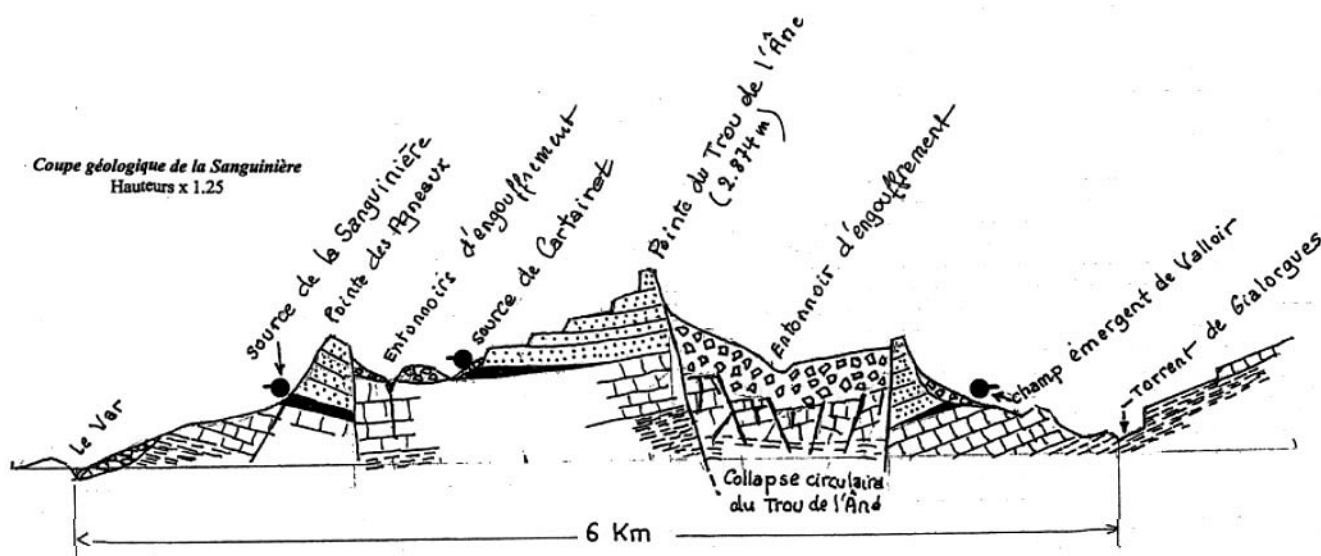 Coupe géologique de la Sanguinière
Hauteurs x 1.25
source de la Sanguinière
Pointe des Agneaux
Entonnoirs d'engouffrement
source de Cartairet
Pointe du Trou de l'Âne
(2.874 m)
Entonnoir d'engouffrement
champ émergent de Valloir
Torrent de Gialorgues
Le Var
Collapse circulaire
du Trou de l'Âne
6 Km